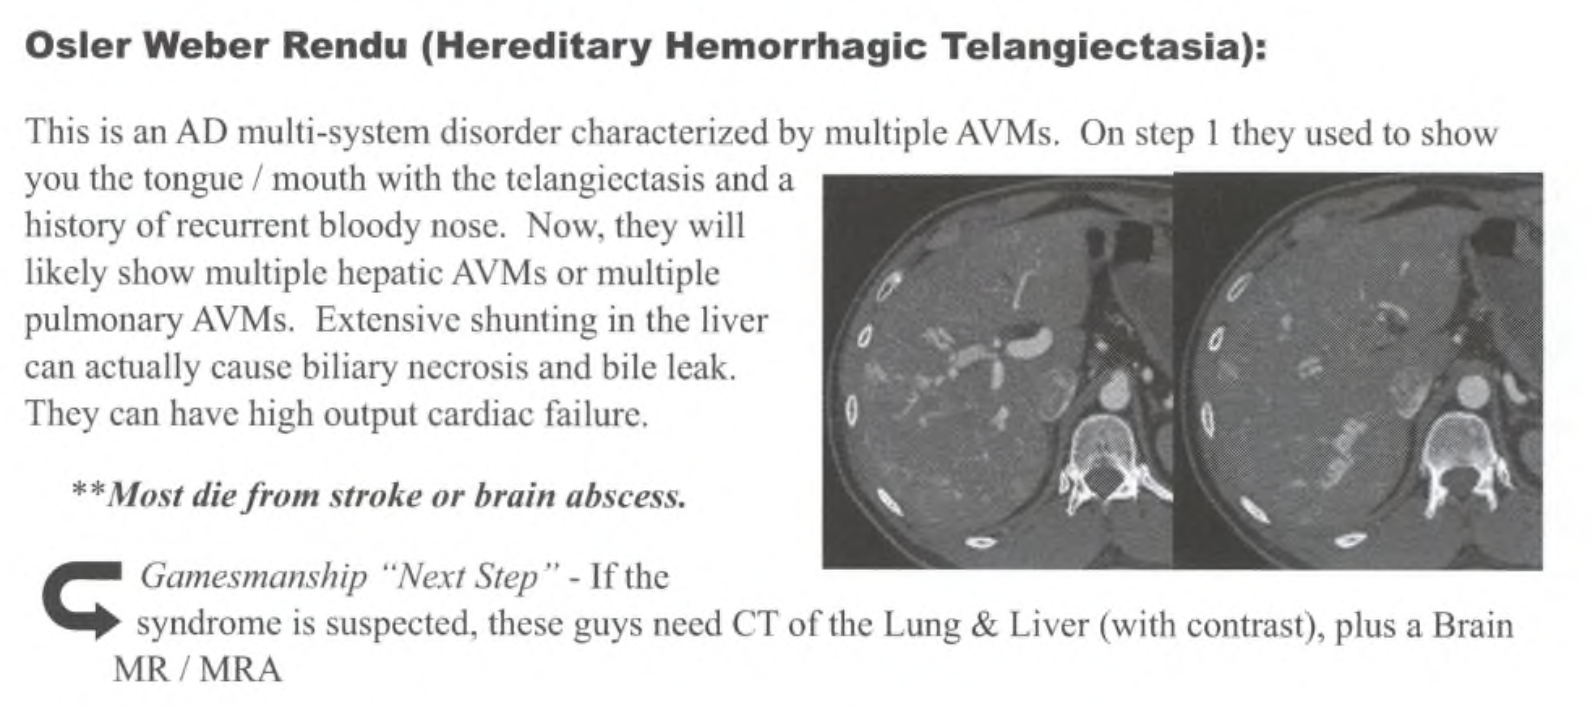 Osler Weber Rendu (Hereditary Hemorrhagic Telangiectasia):
This is an AD multi-system disorder characterized by multiple AVMs. On step 1 they used to show
you the tongue / mouth with the telangiectasis and a
history of recurrent bloody nose. Now, they will
likely show multiple hepatic AVMs or multiple
pulmonary AVMs. Extensive shunting in the liver
can actually cause biliary necrosis and bile leak.
They can have high output cardiac failure.
**Most die from stroke or brain abscess.
Gamesmanship "Next Step" - If the
syndrome is suspected, these guys need CT of the Lung & Liver (with contrast), plus a Brain
MR / MRA